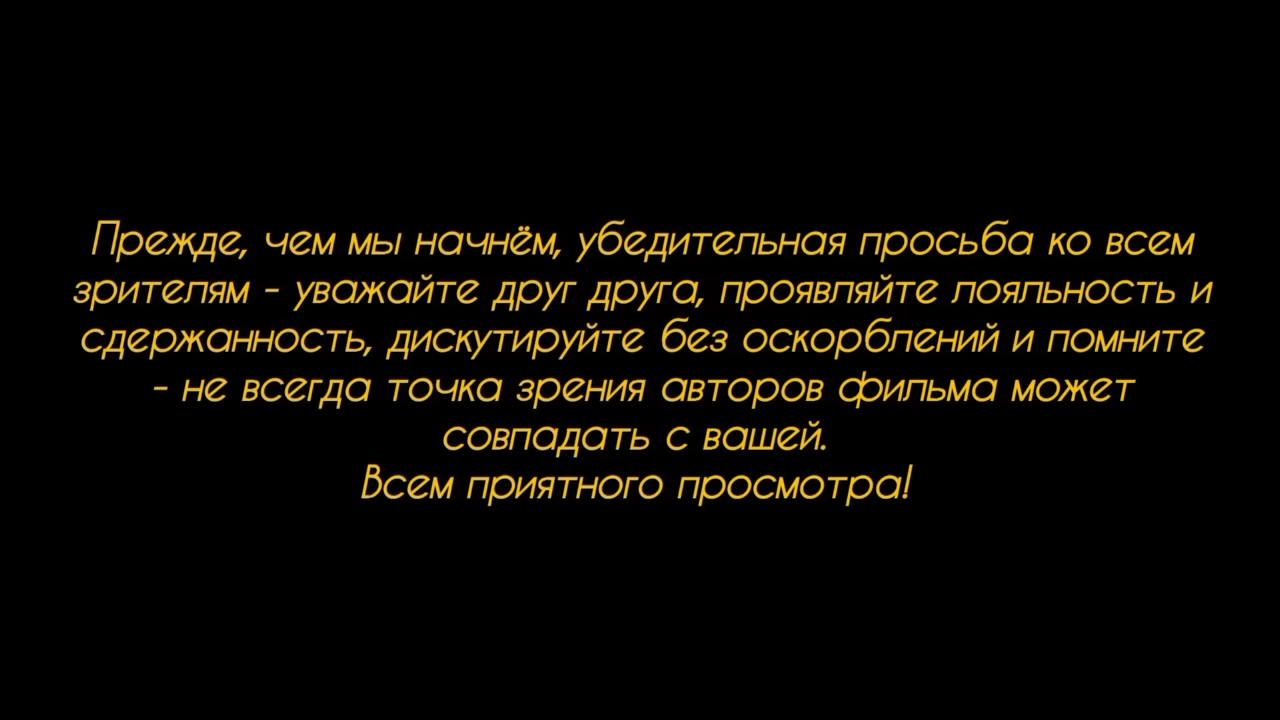 Прежде, чем мы начнём, убедительная просьба ко всем
зрителям - уважайте друг друга, проявляйте лояльность и
сдержанность, дискутируйте без оскорблений и помните
- не всегда точка зрения авторов фильма может
совпадать с вашей.
Всем приятного просмотра!